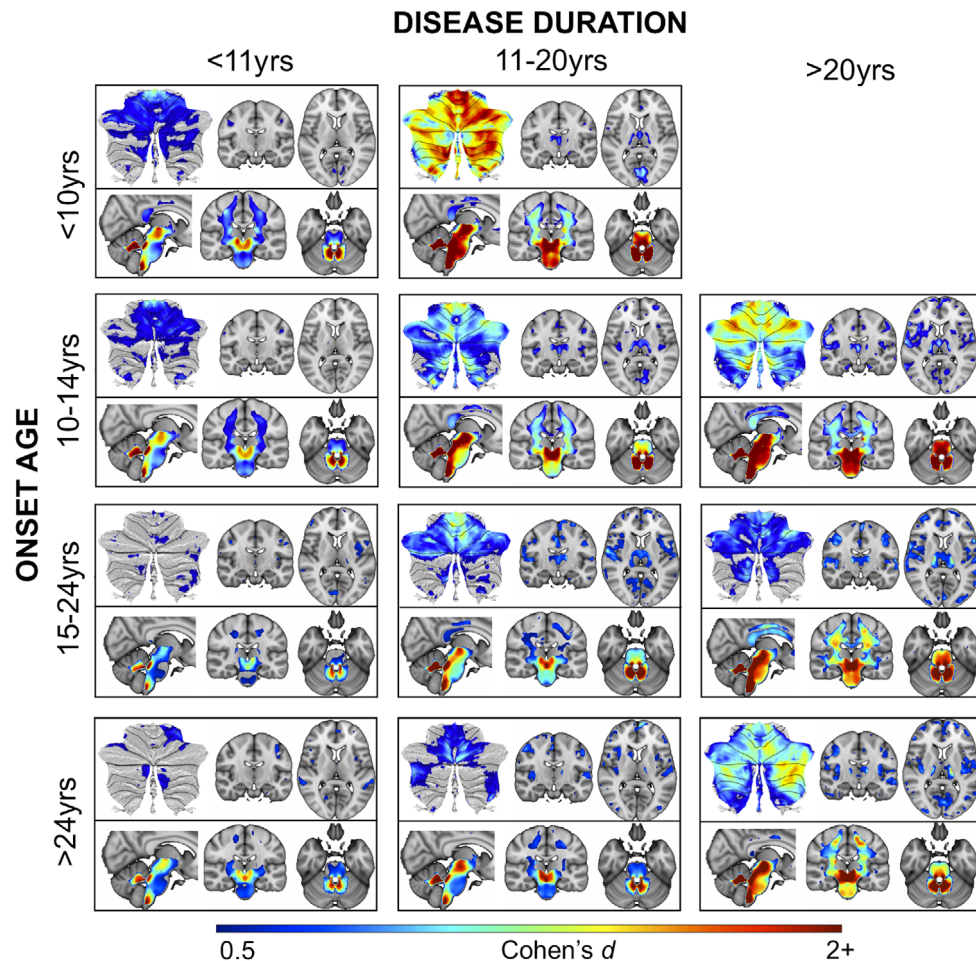 DISEASE DURATION
<11yrs
11-20yrs
>20yrs
ONSET AGE
<10yrs
10-14yrs
15-24yrs
>24yrs
0.5
Cohen's d
2+